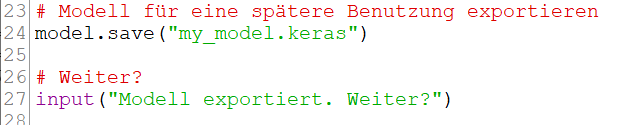 23 # Modell für eine spätere Benutzung exportieren
24 model.save("my_model.keras")
25
26 # Weiter?
27 input("Modell exportiert. Weiter?")
28